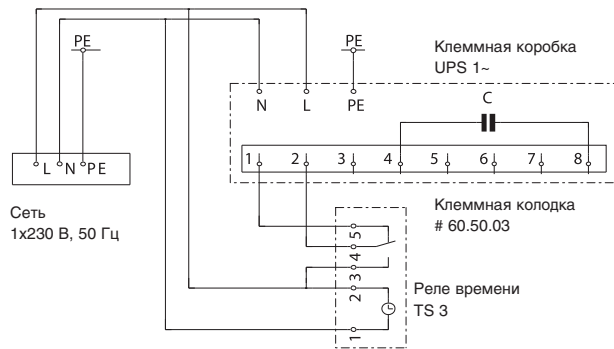 PE
PE
Клеммная коробка
UPS 1~
N L PE
C
1 2 3 4 5 6 7 8
L N PE
Сеть
1x230 В, 50 Гц
Клеммная колодка
# 60.50.03
5
4
3
2
1
Реле времени
TS 3